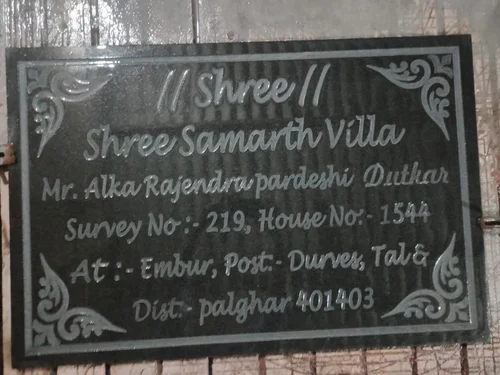 // Shree //
Shree Samarth Villa
Mr. Alka Rajendra pardeshi Dutkar
Survey No :- 219, House No:- 1544
At :- Embur, Post:- Durves, Tal &
Dist:- palghar 401403